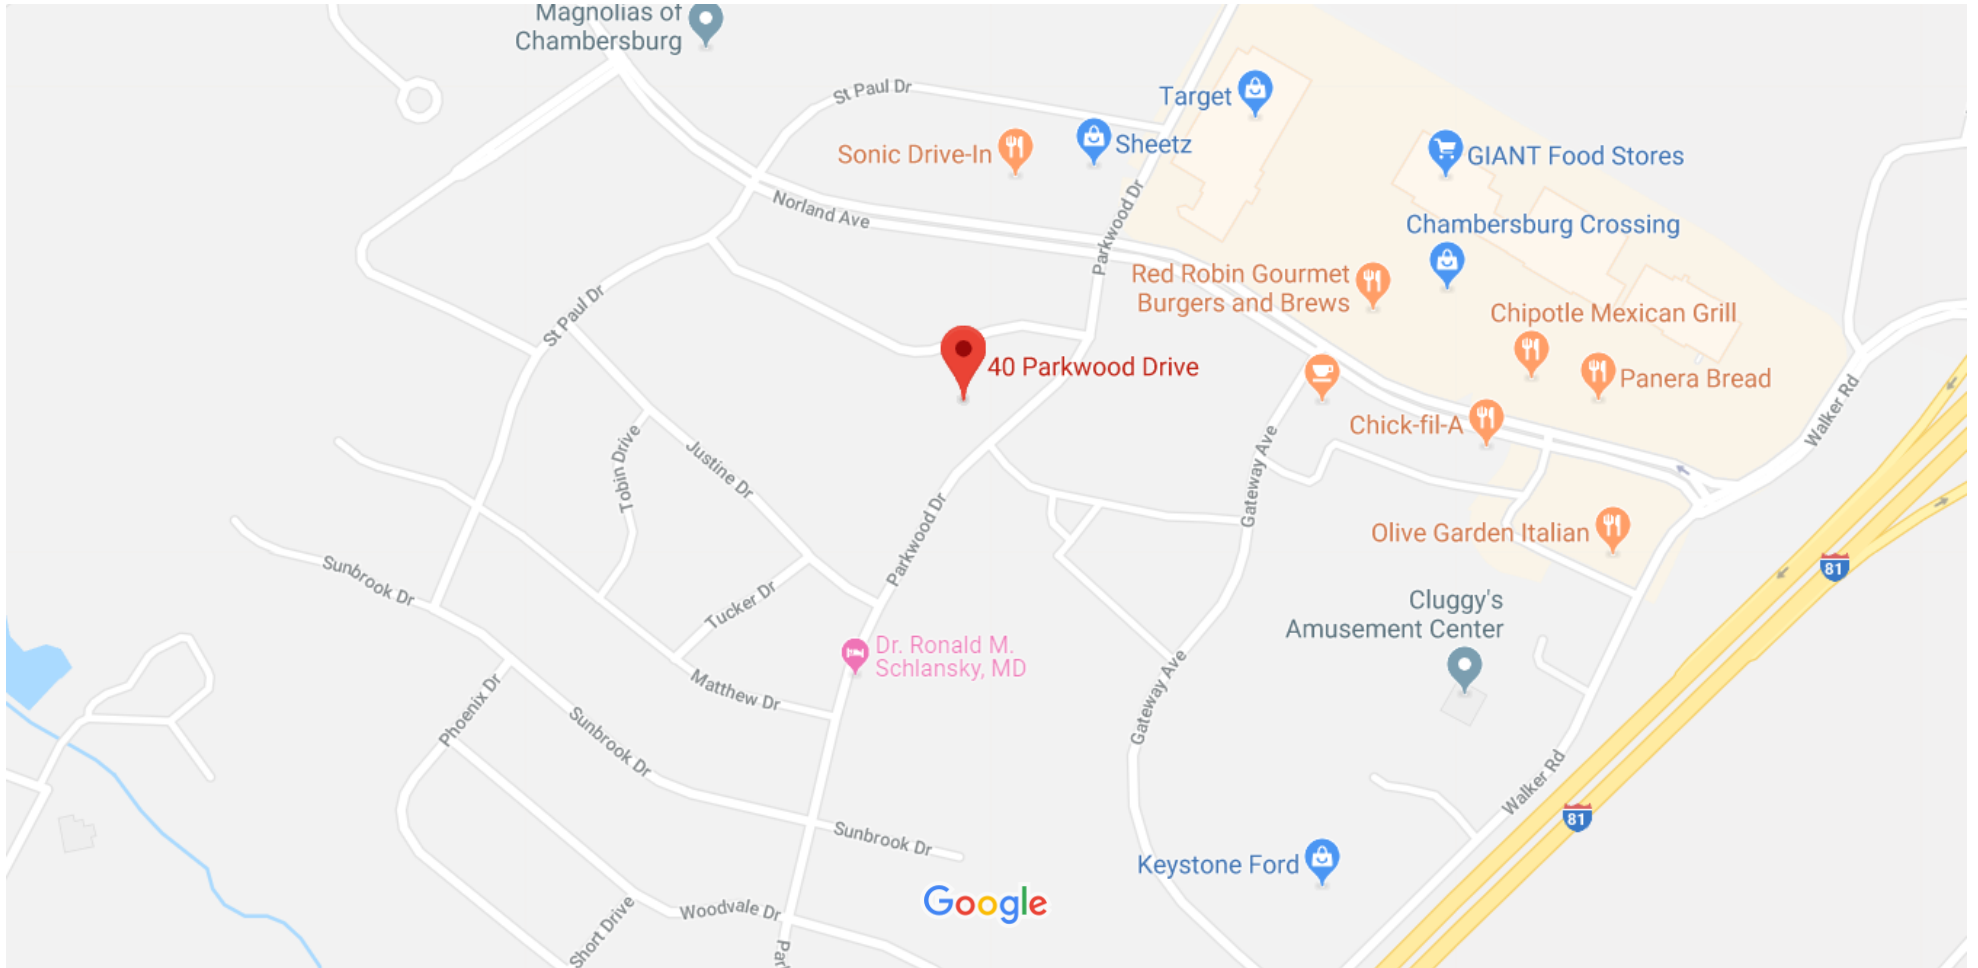 Magnolias of
Chambersburg
St Paul Dr
Target
Sheetz
Sonic Drive-In
GIANT Food Stores
Norland Ave
Parkwood Dr
Chambersburg Crossing
Red Robin Gourmet
Burgers and Brews
St Paul Dr
Chipotle Mexican Grill
40 Parkwood Drive
Panera Bread
Walker Rd
Chick-fil-A
Tobin Drive
Justine Dr
Gateway Ave
Parkwood Dr
Olive Garden Italian
81
Sunbrook Dr
Tucker Dr
Cluggy's
Amusement Center
Dr. Ronald M.
Schlansky, MD
Matthew Dr
Gateway Ave
Phoenix Dr
Sunbrook Dr
Walker Rd
81
Sunbrook Dr
Keystone Ford
Google
Woodvale Dr
Short Drive
Par